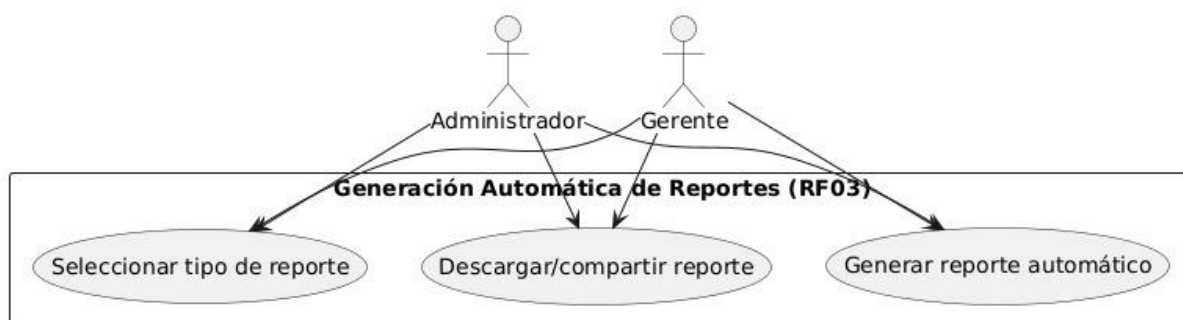 Administrador
Gerente
Generación Automática de Reportes (RF03)
Seleccionar tipo de reporte
Descargar/compartir reporte
Generar reporte automático